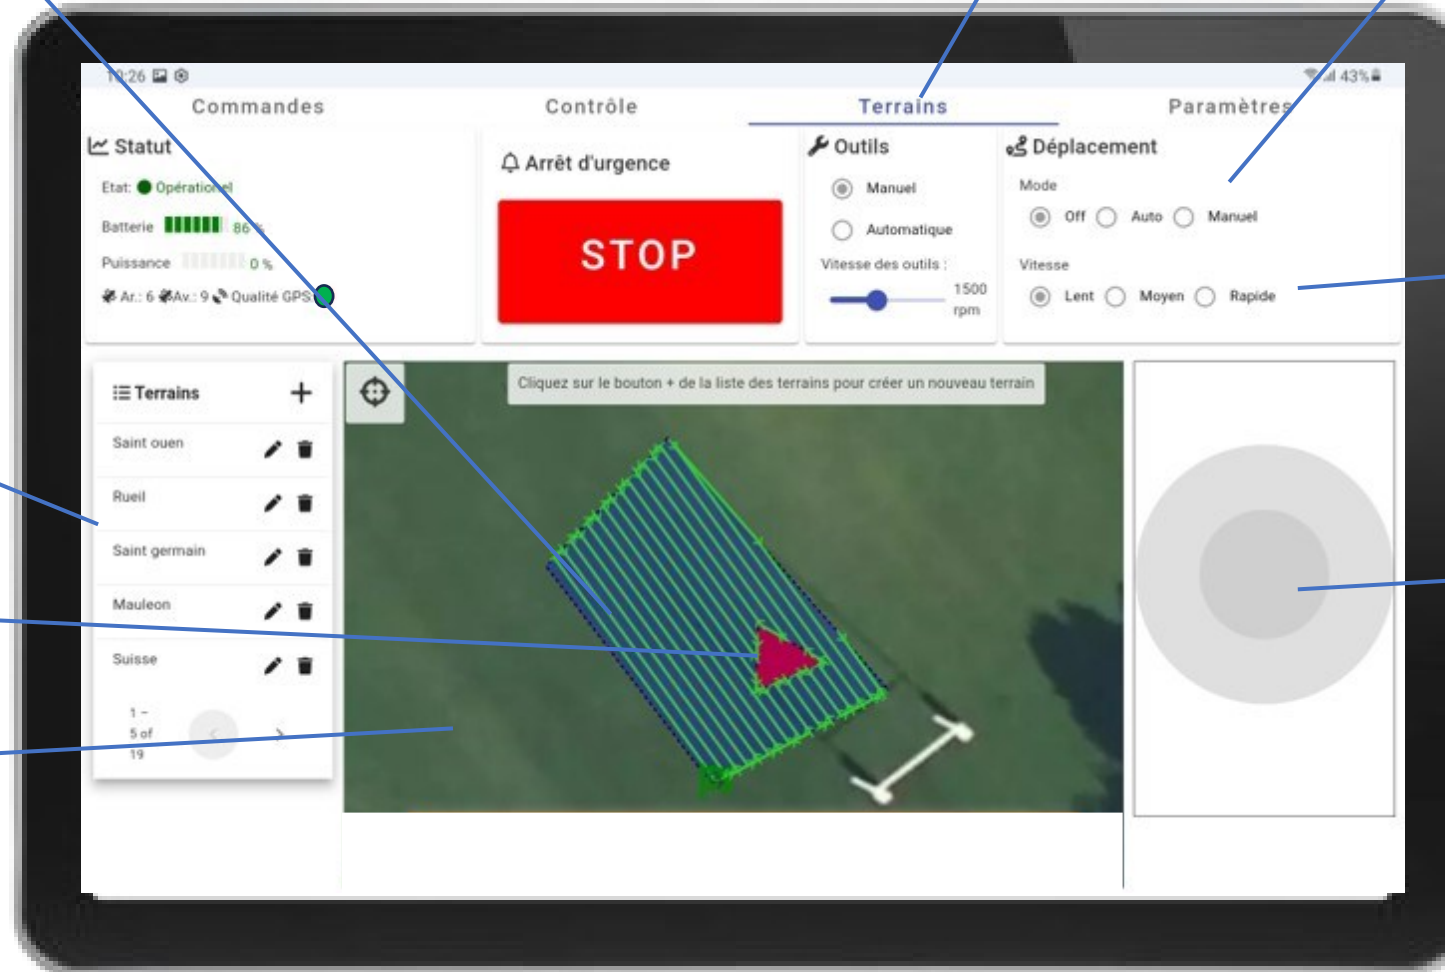 10:26
43%
Commandes
Contrôle
Terrains
Paramètres
Statut
Etat: Opérationel
Batterie 86 %
Puissance 0 %
Ar.: 6 Av.: 9 Qualité GPS
Arrêt d'urgence
STOP
Outils
Manuel
Automatique
Vitesse des outils :
1500
rpm
Déplacement
Mode
Off Auto Manuel
Vitesse
Lent Moyen Rapide
Terrains +
Saint ouen
Rueil
Saint germain
Mauleon
Suisse
1 –
5 of
19
Cliquez sur le bouton + de la liste des terrains pour créer un nouveau terrain